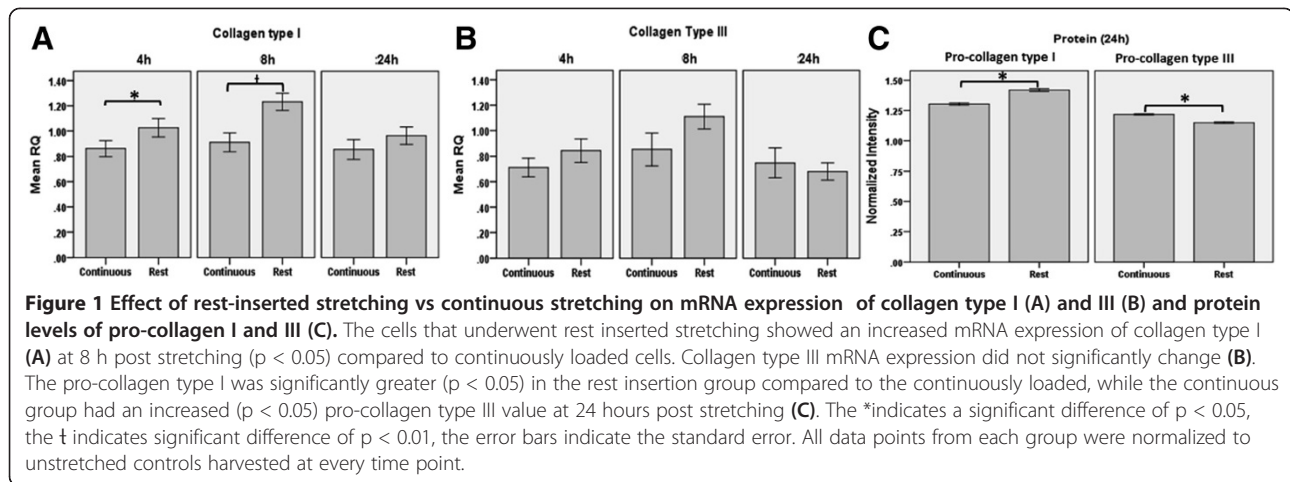 A
Collagen type I
4h 8h :24h
Mean RQ
1.40
1.20
1.00
.80
.60
.40
.20
.00
*
ƚ
Continuous Rest Continuous Rest Continuous Rest
B
Collagen Type III
4h 8h :24h
Mean RQ
1.40
1.20
1.00
.80
.60
.40
.20
.00
Continuous Rest Continuous Rest Continuous Rest
C
Protein (24h)
Pro-collagen type I Pro-collagen type III
Normalized Intensity
1.50
1.25
1.00
.75
.50
.25
.00
*
*
Continuous Rest Continuous Rest
Figure 1 Effect of rest-inserted stretching vs continuous stretching on mRNA expression of collagen type I (A) and III (B) and protein
levels of pro-collagen I and III (C). The cells that underwent rest inserted stretching showed an increased mRNA expression of collagen type I
(A) at 8 h post stretching (p < 0.05) compared to continuously loaded cells. Collagen type III mRNA expression did not significantly change (B).
The pro-collagen type I was significantly greater (p < 0.05) in the rest insertion group compared to the continuously loaded, while the continuous
group had an increased (p < 0.05) pro-collagen type III value at 24 hours post stretching (C). The *indicates a significant difference of p < 0.05,
the ƚ indicates significant difference of p < 0.01, the error bars indicate the standard error. All data points from each group were normalized to
unstretched controls harvested at every time point.